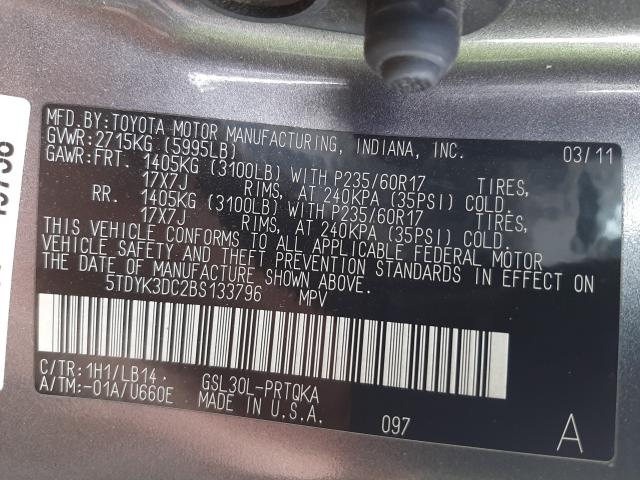 MFD.BY:TOYOTA MOTOR MANUFACTURING, INDIANA, INC. 03/11
GVWR:2715KG (5995LB)
GAWR:FRT. 1405KG (3100LB) WITH P235/60R17 TIRES,
17X7J RIMS, AT 240KPA (35PSI) COLD.
RR. 1405KG (3100LB) WITH P235/60R17 TIRES,
17X7J RIMS, AT 240KPA (35PSI) COLD.
THIS VEHICLE CONFORMS TO ALL APPLICABLE FEDERAL MOTOR
VEHICLE SAFETY AND THEFT PREVENTION STANDARDS IN EFFECT ON
THE DATE OF MANUFACTURE SHOWN ABOVE.
5TDYK3DC2BS133796 MPV
C/TR:1H1/LB14 GSL30L-PRTQKA
A/TM:-01A/U660E MADE IN U.S.A.
097 A